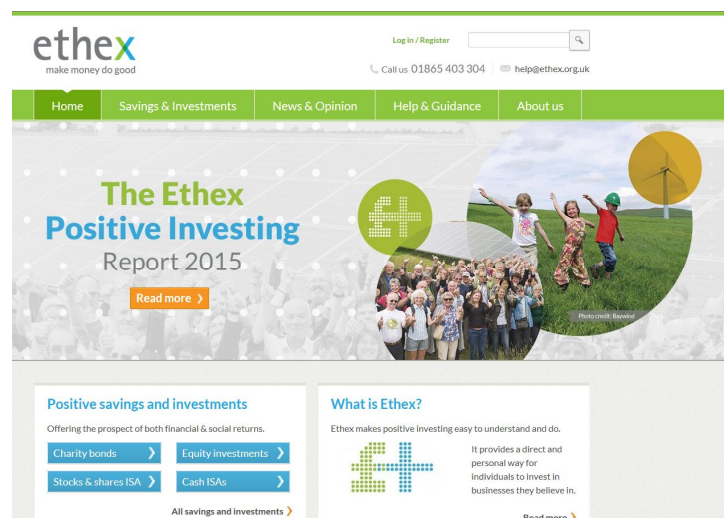 ethex
make money do good
Log in / Register
Call us 01865 403 304
help@ethex.org.uk
Home
Savings & Investments
News & Opinion
Help & Guidance
About us
The Ethex
Positive Investing
Report 2015
Read more
Photo credit: Baywind
Positive savings and investments
Offering the prospect of both financial & social returns.
Charity bonds
Equity investments
Stocks & shares ISA
Cash ISAs
All savings and investments
What is Ethex?
Ethex makes positive investing easy to understand and do.
£+
It provides a direct and
personal way for
individuals to invest in
businesses they believe in.
Read more